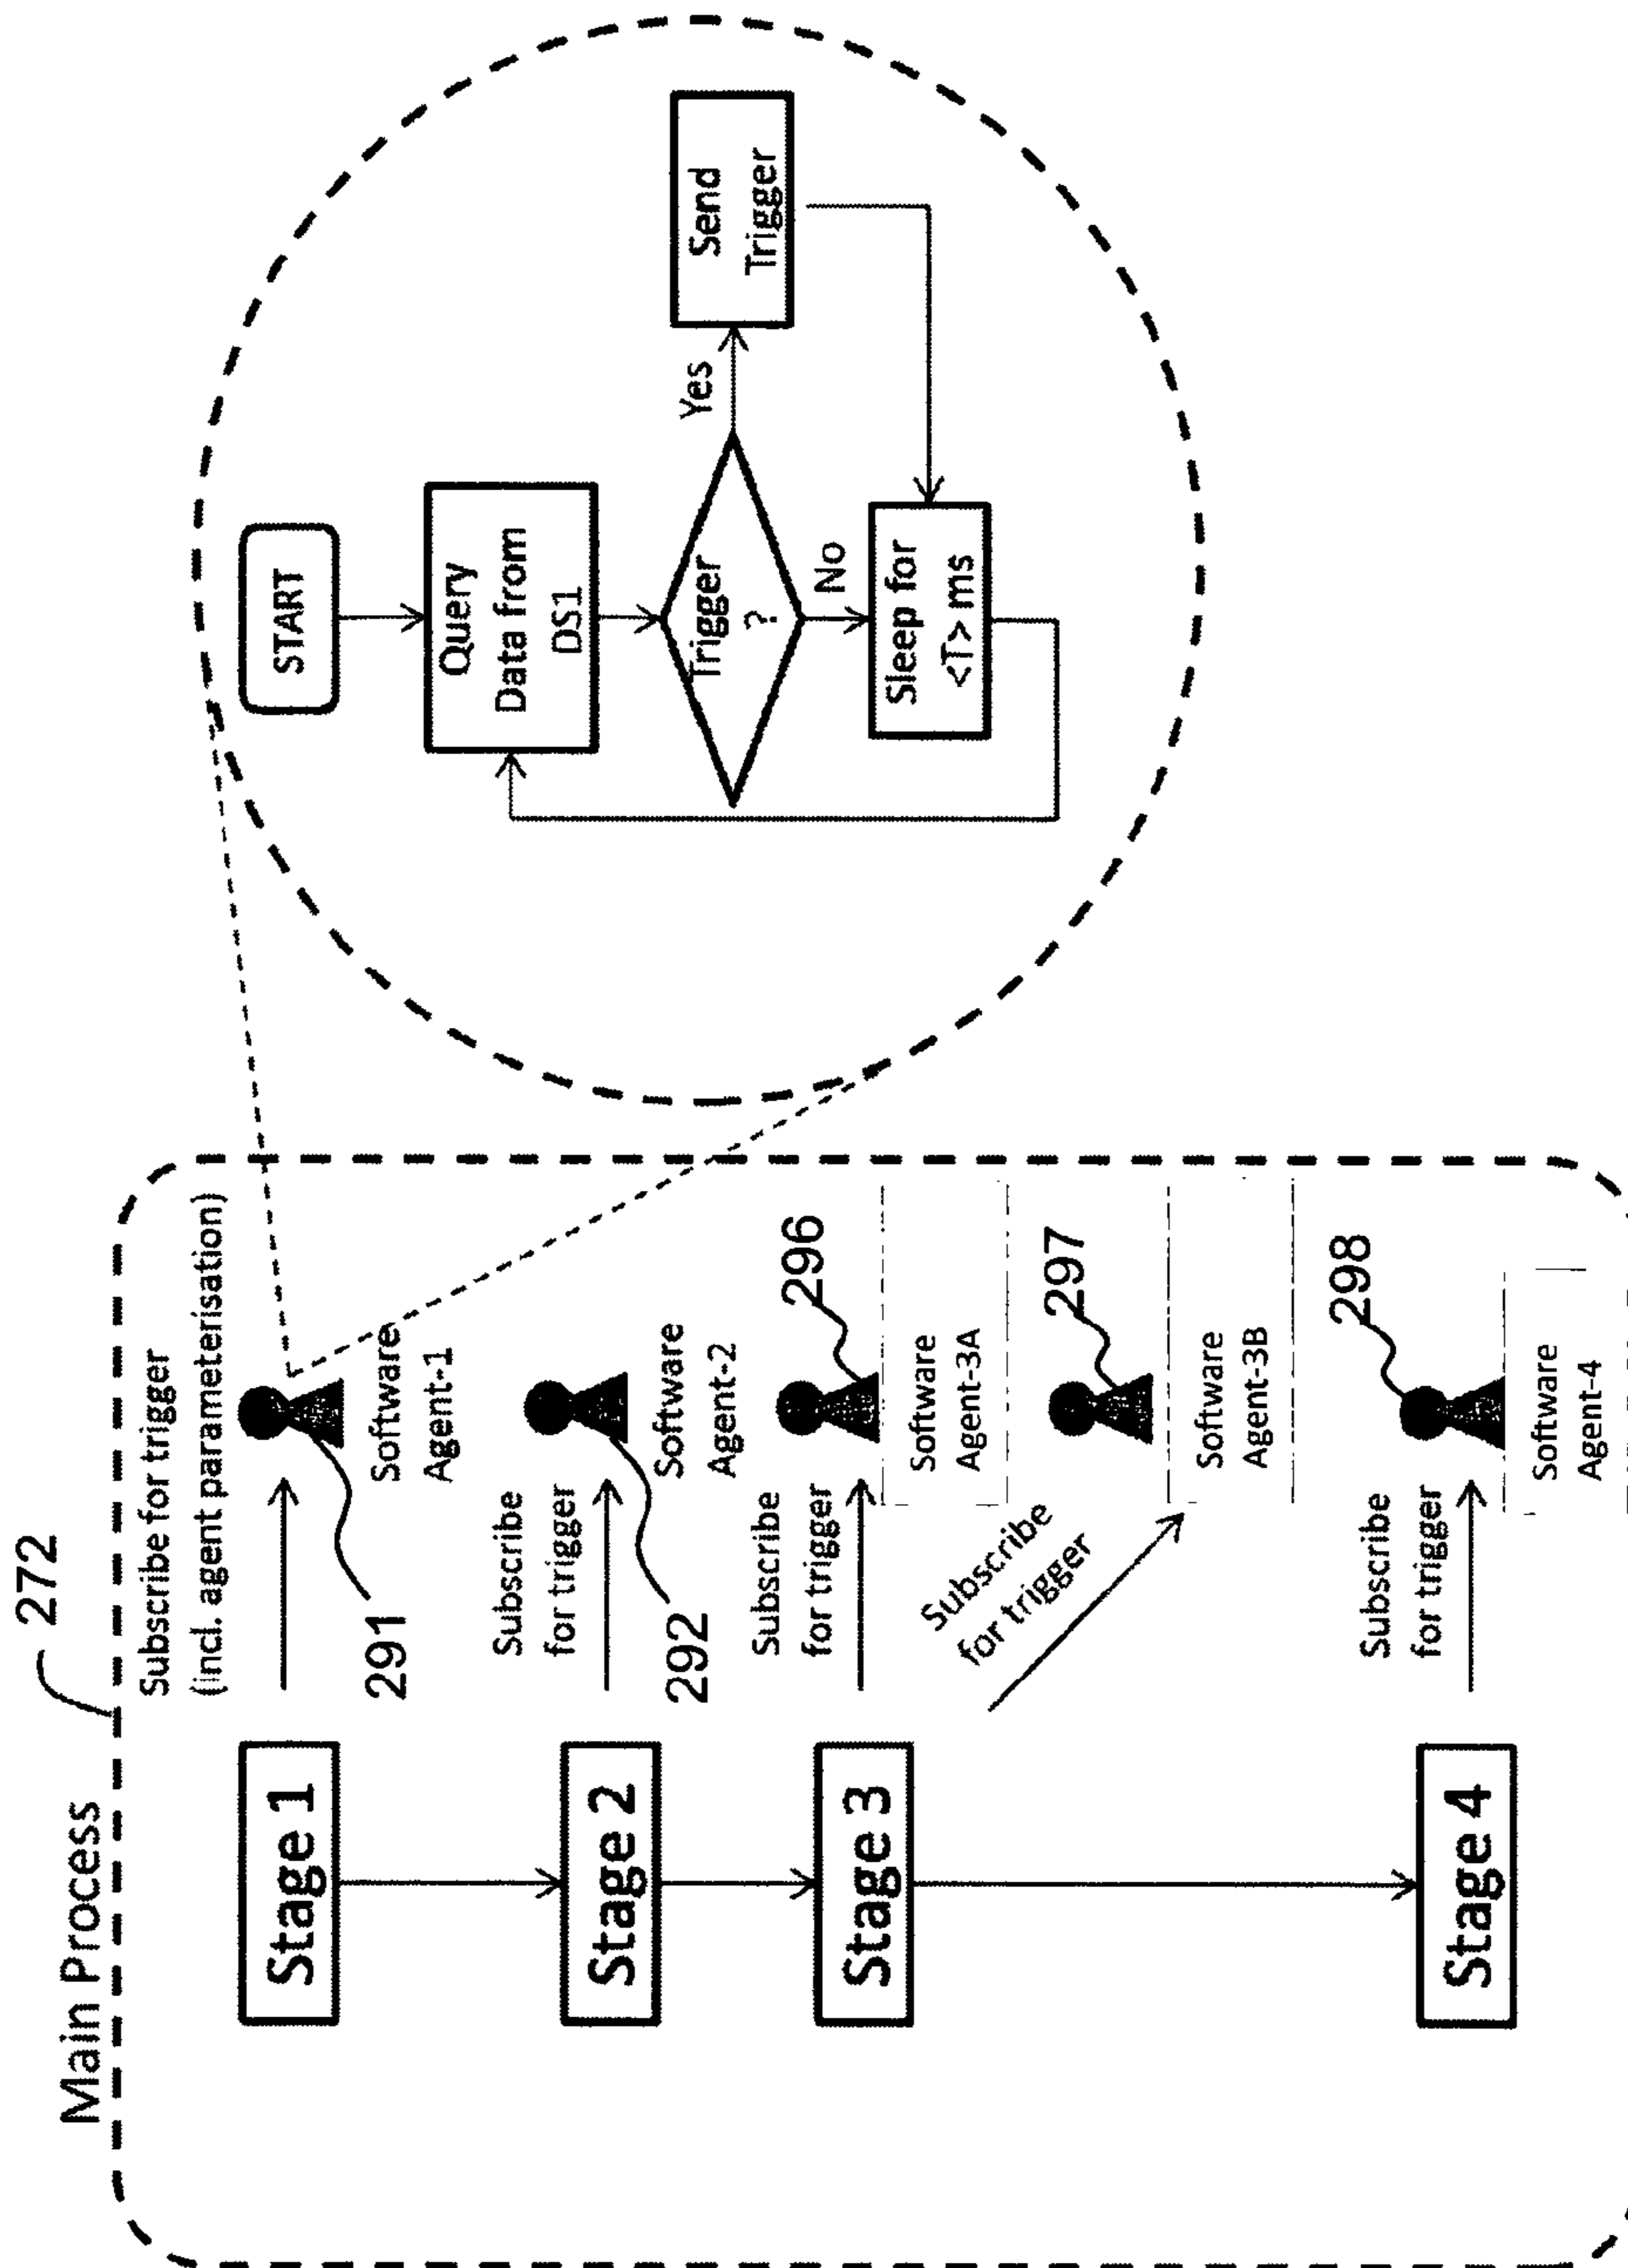 Main Process
272
Subscribe for trigger
(incl. agent parameterisation)
Stage 1
291
Software
Agent-1
Subscribe
for trigger
Stage 2
292
Software
Agent-2
Subscribe
for trigger
Stage 3
296
Software
Agent-3A
Subscribe
for trigger
297
Software
Agent-3B
Subscribe
for trigger
Stage 4
298
Software
Agent-4
START
Query
Data from
DS1
Trigger
?
Yes
Send
Trigger
No
Sleep for
<T> ms